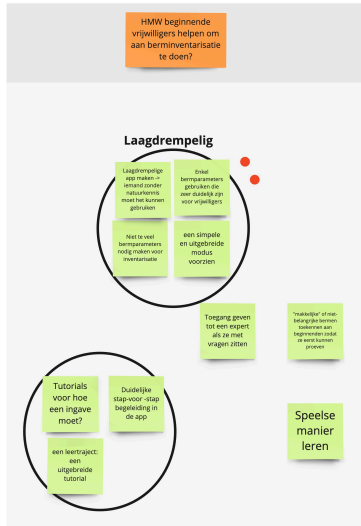 HMW beginnende
vrijwilligers helpen om
aan berminventarisatie
te doen?
Laagdrempelig
Laagdrempelige
app maken ->
iemand zonder
natuurkennis
moet het kunnen
gebruiken
Enkel
bermparameters
gebruiken die
zeer duidelijk zijn
voor vrijwilligers
Niet te veel
bermparameters
nodig maken voor
inventarisatie
een simpele
en uitgebreide
modus
voorzien
Toegang geven
tot een expert
als ze met
vragen zitten
"makkelijke" of niet-
belangrijke bermen
toekennen aan
beginnenden zodat
ze eerst kunnen
proeven
Tutorials
voor hoe
een ingave
moet?
Duidelijke
stap-voor -stap
begeleiding in
de app
een leertraject:
een
uitgebreide
tutorial
Speelse
manier
leren